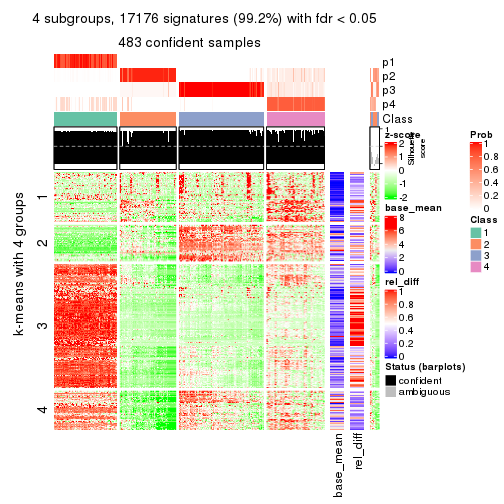 4 subgroups, 17176 signatures (99.2%) with fdr < 0.05
483 confident samples
p1
p2
p3
p4
Class
1
Silhouette
score
k-means with 4 groups
1
2
3
4
base_mean
rel_diff
z-score
2
1
0
-1
-2
base_mean
8
6
4
2
0
rel_diff
1
0.8
0.6
0.4
0.2
0
Status (barplots)
confident
ambiguous
Prob
1
0.8
0.6
0.4
0.2
0
Class
1
2
3
4